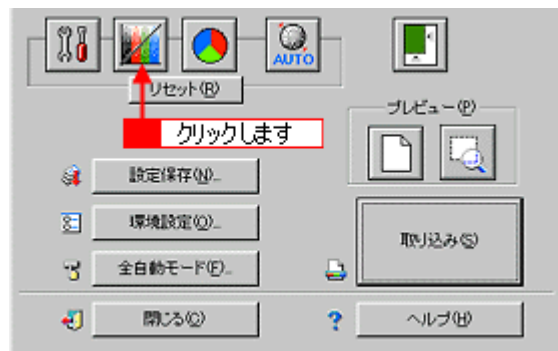 AUTO
リセット(R)
クリックします
プレビュー(P)
設定保存(N)...
環境設定(O)...
取り込み(S)
全自動モード(F)...
閉じる(C)
ヘルプ(H)